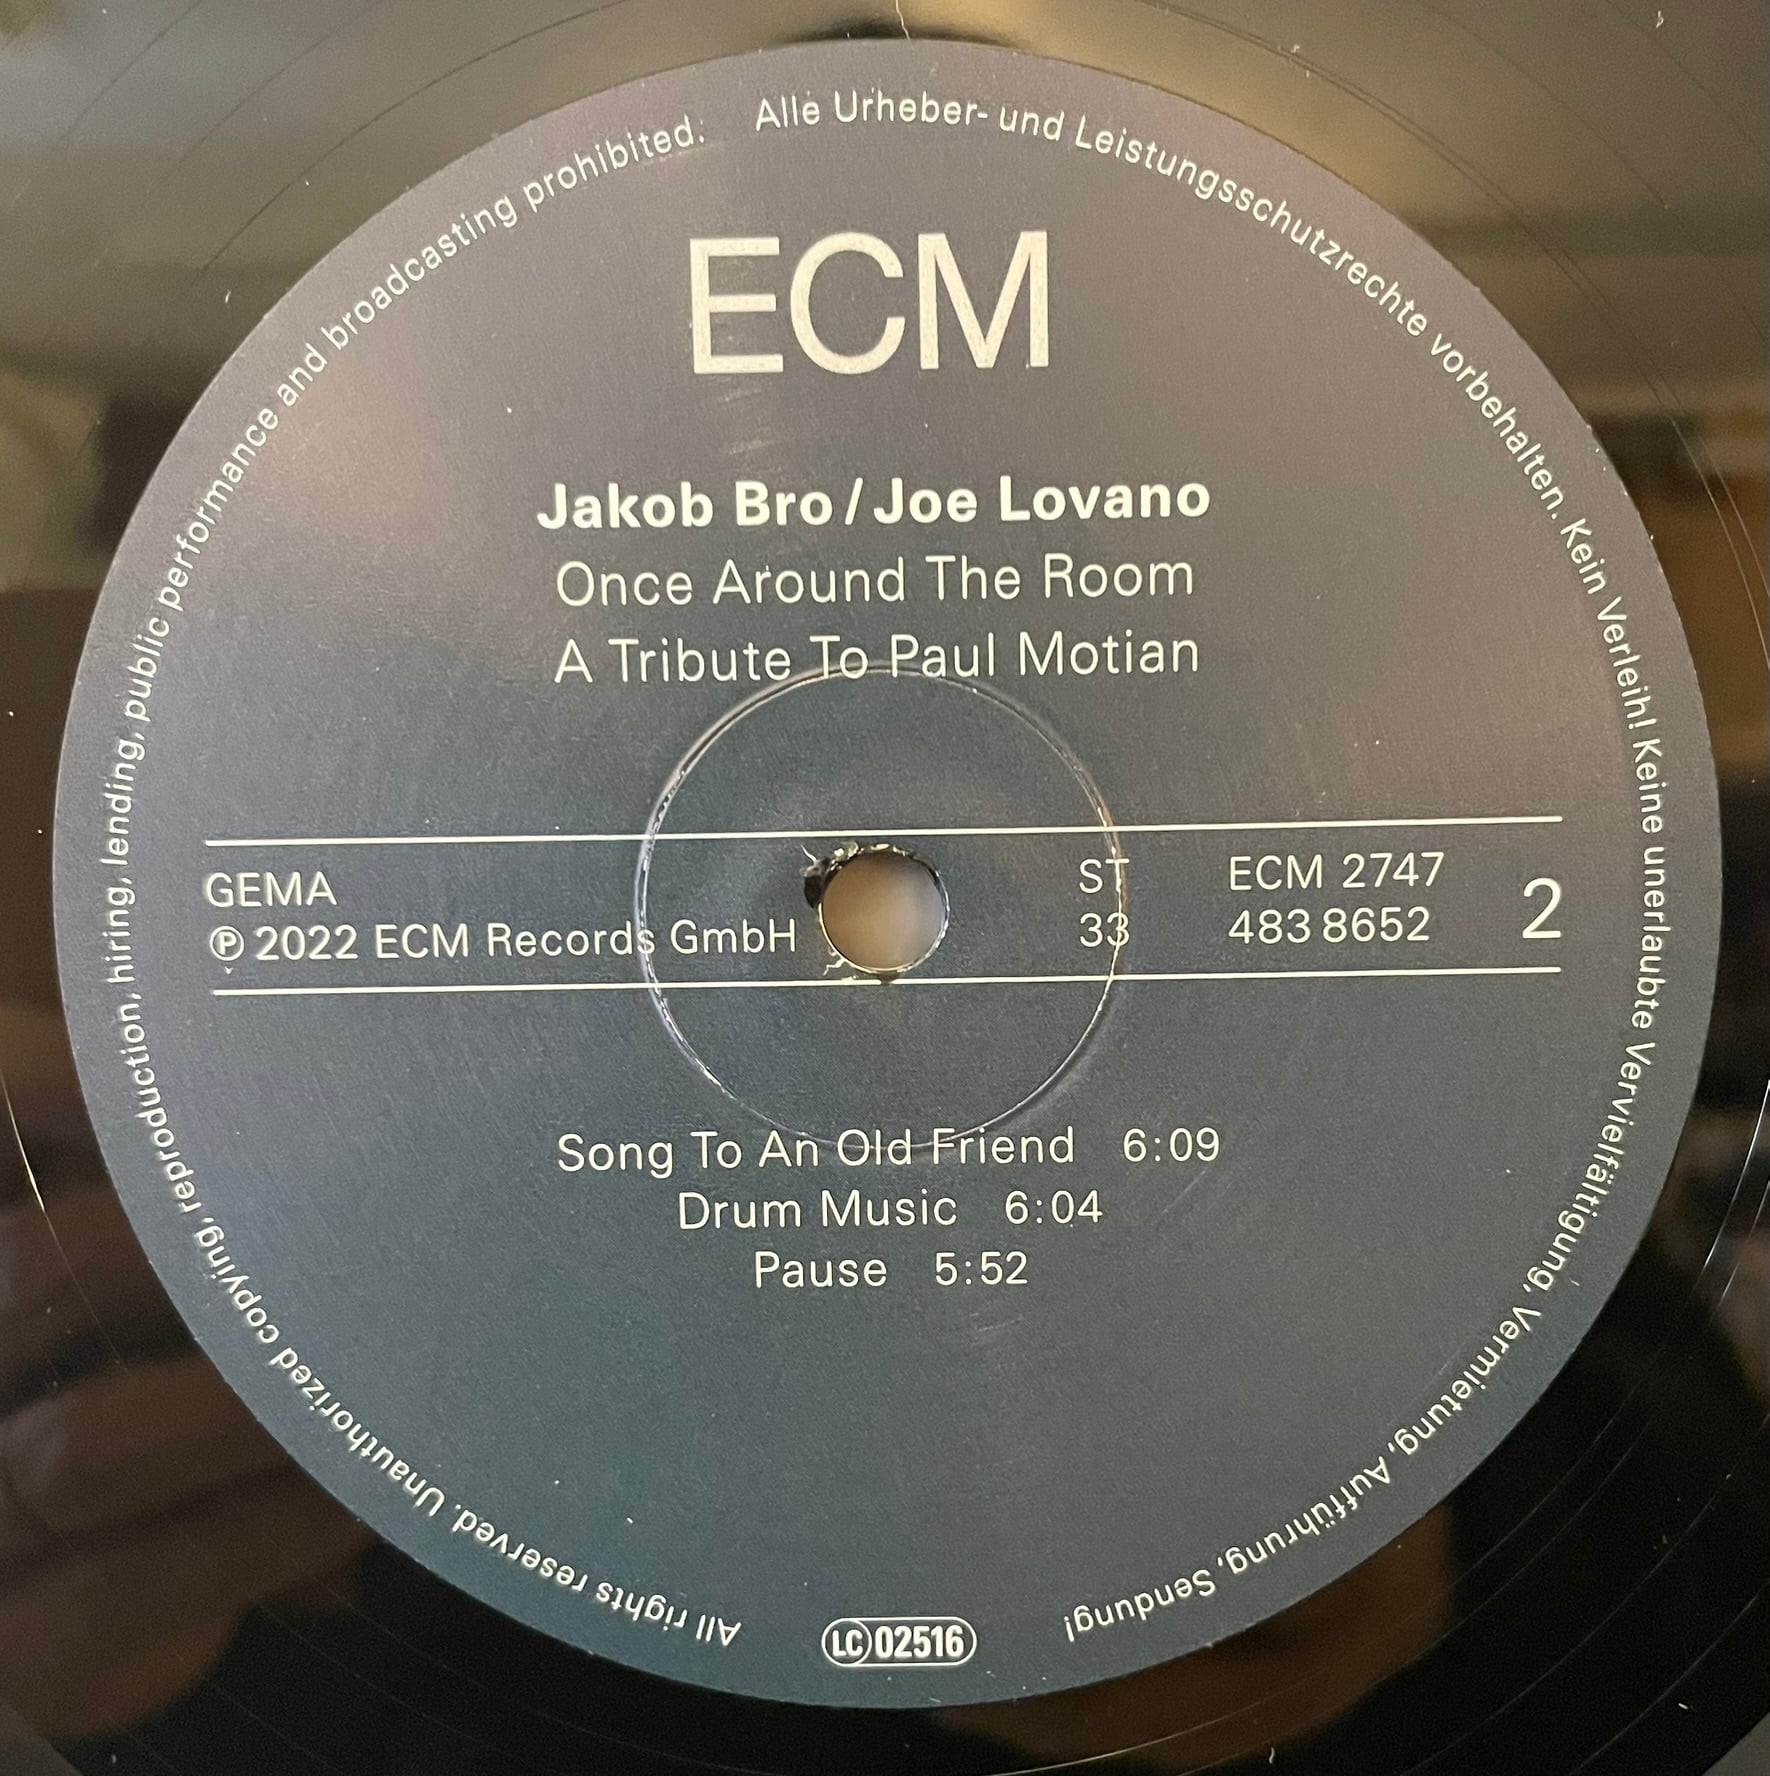 ECM
Jakob Bro / Joe Lovano
Once Around The Room
A Tribute To Paul Motian
GEMA
℗ 2022 ECM Records GmbH
ST
33
ECM 2747
483 8652
2
Song To An Old Friend 6:09
Drum Music 6:04
Pause 5:52
LC 02516
All rights reserved. Unauthorized copying, reproduction, hiring, lending, public performance and broadcasting prohibited.
Alle Urheber- und Leistungsschutzrechte vorbehalten. Kein Verleih! Keine unerlaubte Vervielfältigung, Vermietung, Aufführung, Sendung!